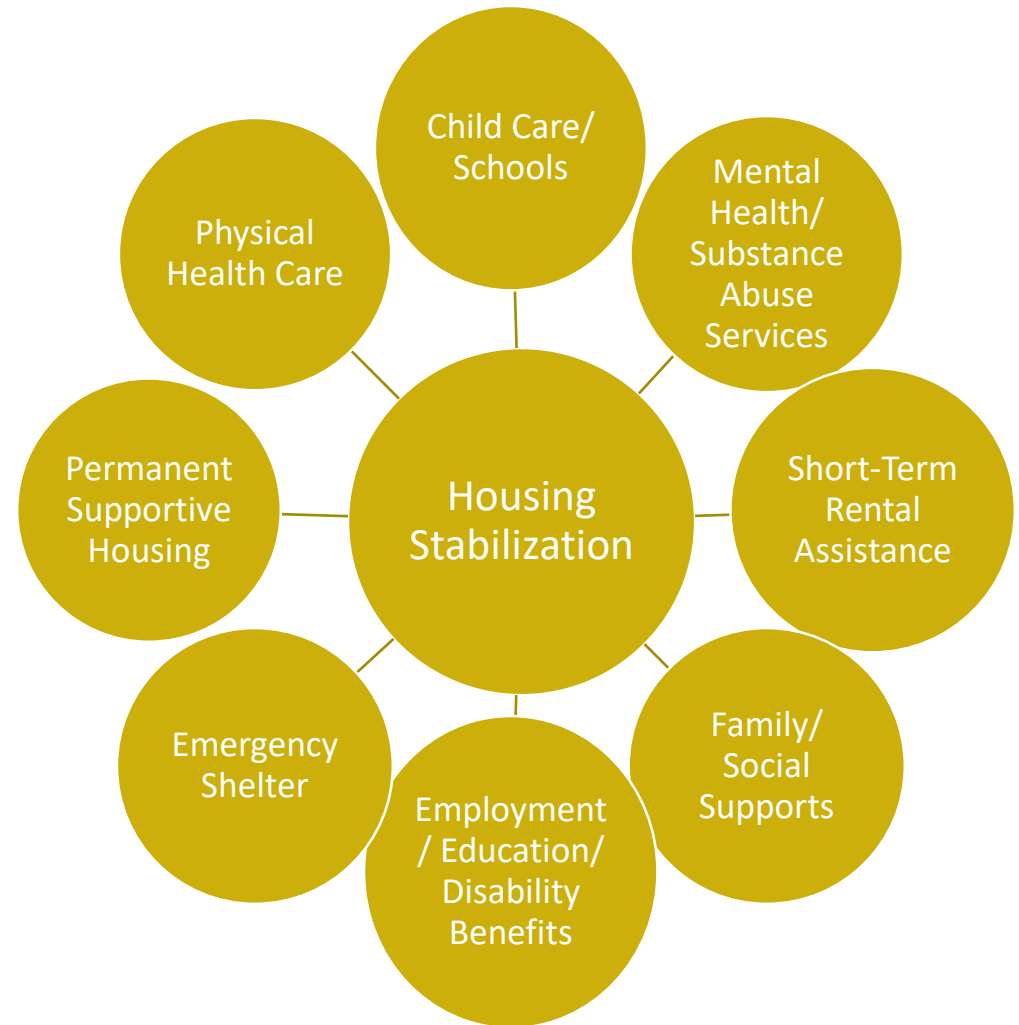 Child Care/
Schools
Mental
Health/
Substance
Abuse
Services
Short-Term
Rental
Assistance
Family/
Social
Supports
Employment
/ Education/
Disability
Benefits
Emergency
Shelter
Permanent
Supportive
Housing
Physical
Health Care
Housing
Stabilization